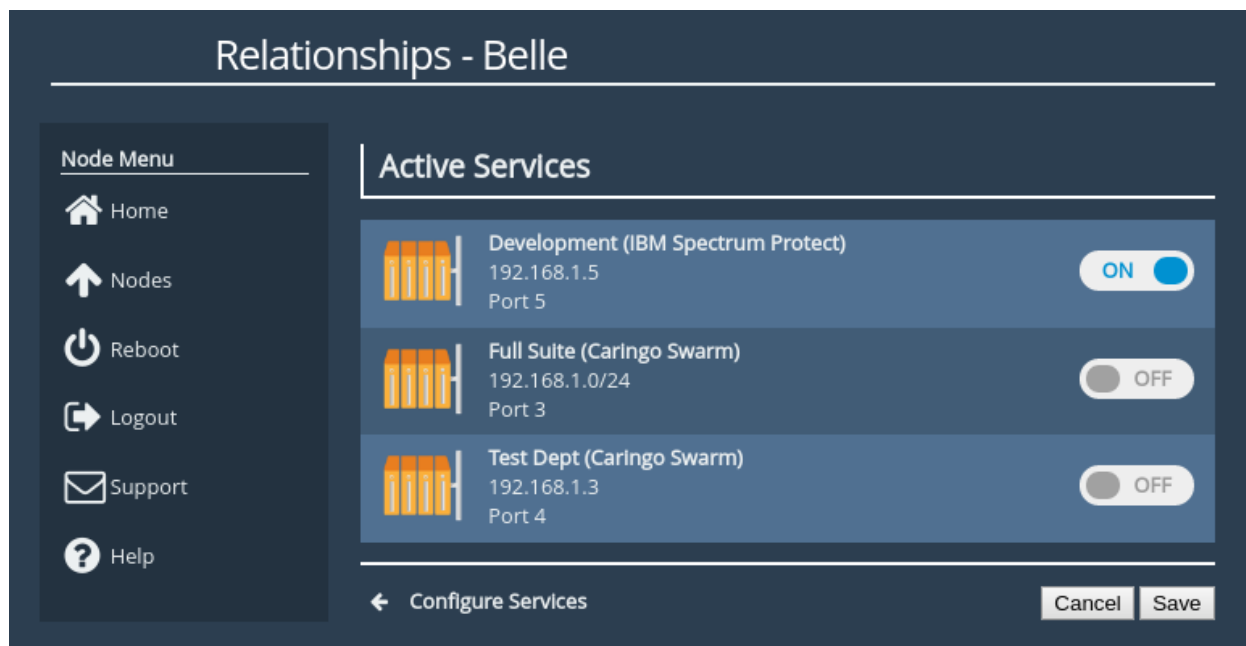 Relationships - Belle
Node Menu
Home
Nodes
Reboot
Logout
Support
Help
Active Services
Development (IBM Spectrum Protect)
192.168.1.5
Port 5
ON
Full Suite (Caringo Swarm)
192.168.1.0/24
Port 3
OFF
Test Dept (Caringo Swarm)
192.168.1.3
Port 4
OFF
Configure Services
Cancel Save